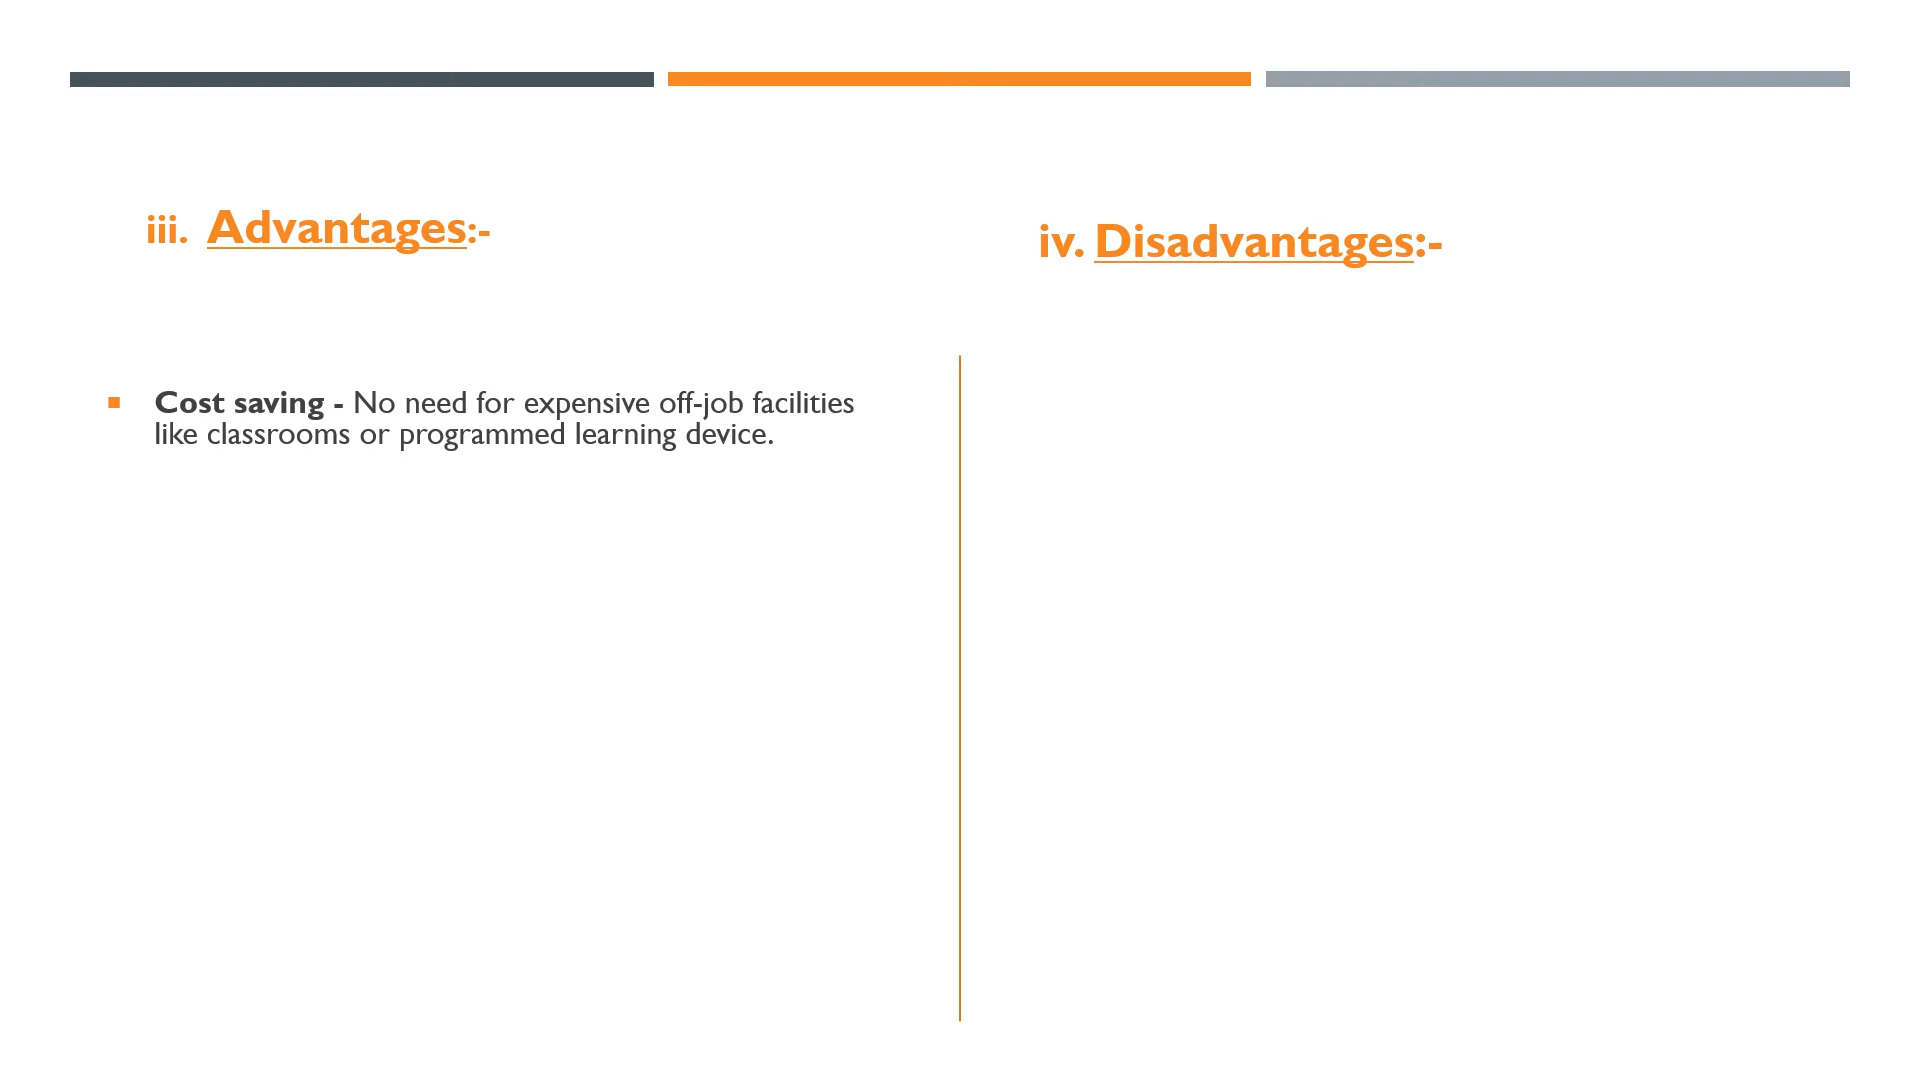 iii. Advantages:-
iv. Disadvantages:-
Cost saving - No need for expensive off-job facilities
like classrooms or programmed learning device.